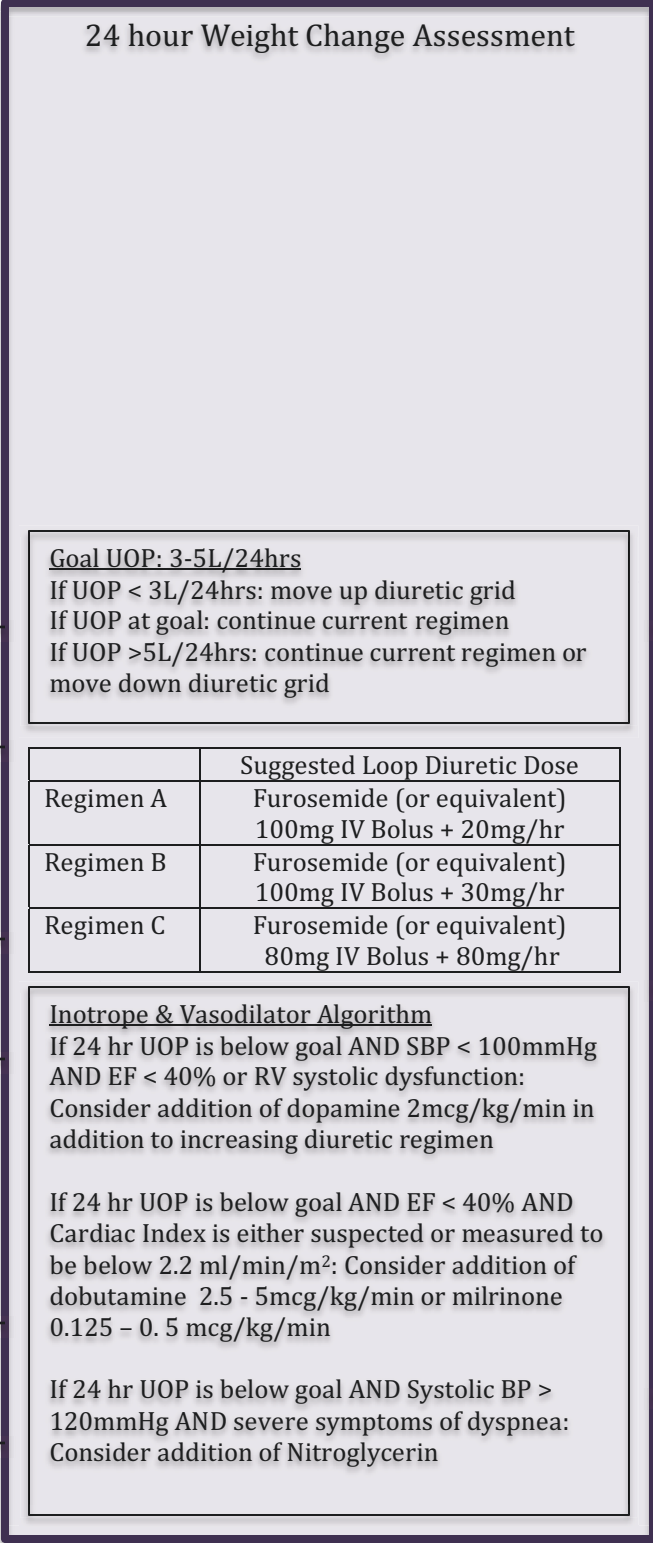 24 hour Weight Change Assessment
Goal UOP: 3-5L/24hrs
If UOP < 3L/24hrs: move up diuretic grid
If UOP at goal: continue current regimen
If UOP >5L/24hrs: continue current regimen or
move down diuretic grid
Suggested Loop Diuretic Dose
Regimen A
Furosemide (or equivalent)
100mg IV Bolus + 20mg/hr
Regimen B
Furosemide (or equivalent)
100mg IV Bolus + 30mg/hr
Regimen C
Furosemide (or equivalent)
80mg IV Bolus + 80mg/hr
Inotrope & Vasodilator Algorithm
If 24 hr UOP is below goal AND SBP < 100mmHg
AND EF < 40% or RV systolic dysfunction:
Consider addition of dopamine 2mcg/kg/min in
addition to increasing diuretic regimen
If 24 hr UOP is below goal AND EF < 40% AND
Cardiac Index is either suspected or measured to
be below 2.2 ml/min/m²: Consider addition of
dobutamine  2.5 - 5mcg/kg/min or milrinone
0.125 – 0. 5 mcg/kg/min
If 24 hr UOP is below goal AND Systolic BP >
120mmHg AND severe symptoms of dyspnea:
Consider addition of Nitroglycerin